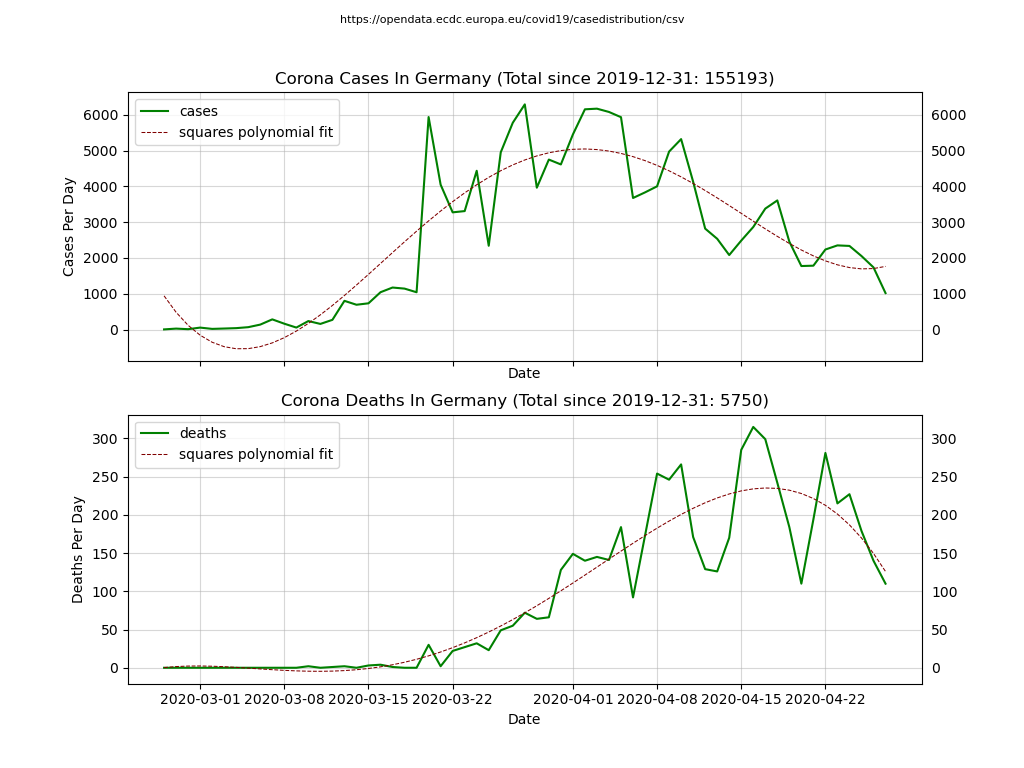 https://opendata.ecdc.europa.eu/covid19/casedistribution/csv
Corona Cases In Germany (Total since 2019-12-31: 155193)
cases
squares polynomial fit
Cases Per Day
6000
5000
4000
3000
2000
1000
0
6000
5000
4000
3000
2000
1000
0
Date
Corona Deaths In Germany (Total since 2019-12-31: 5750)
deaths
squares polynomial fit
Deaths Per Day
300
250
200
150
100
50
0
300
250
200
150
100
50
0
2020-03-01 2020-03-08 2020-03-15 2020-03-22 2020-04-01 2020-04-08 2020-04-15 2020-04-22
Date